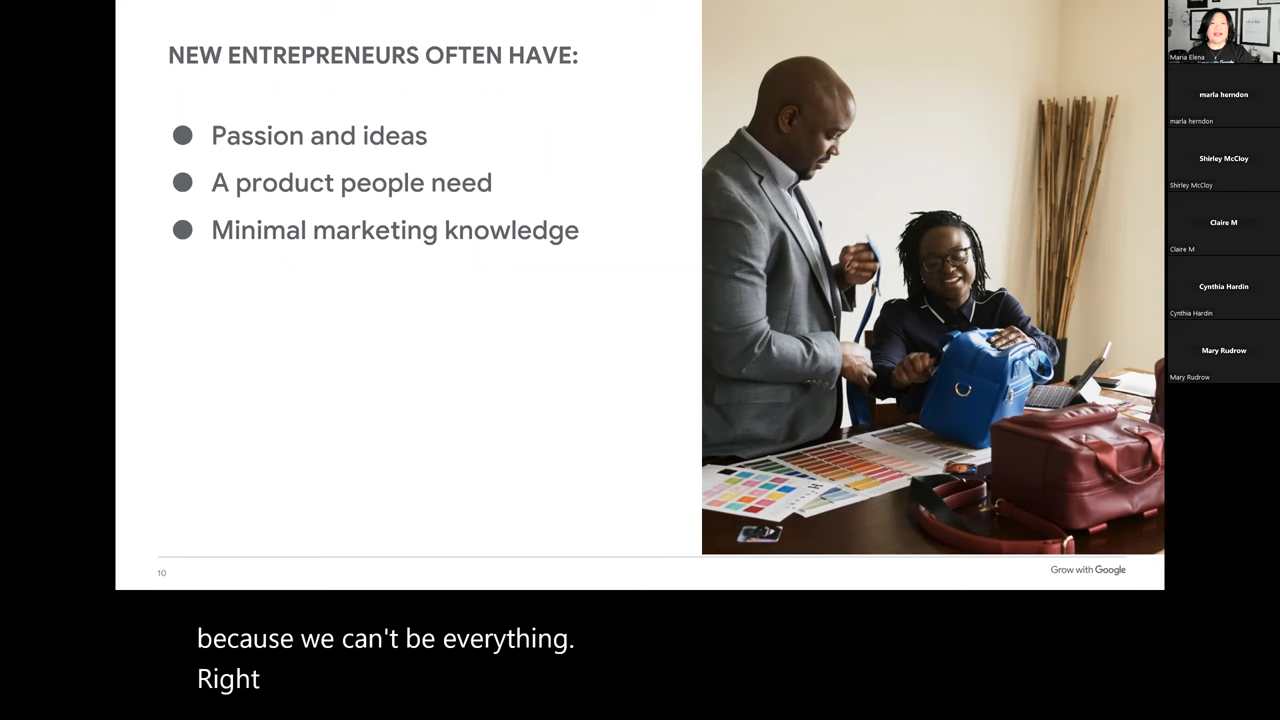 NEW ENTREPRENEURS OFTEN HAVE:
● Passion and ideas
● A product people need
● Minimal marketing knowledge
10
Grow with Google
Maria Elena
marla herndon
marla herndon
Shirley McCloy
Shirley McCloy
Claire M
Claire M
Cynthia Hardin
Cynthia Hardin
Mary Rudrow
Mary Rudrow
because we can't be everything.
Right